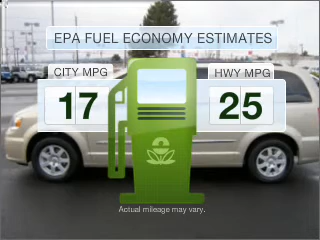 EPA FUEL ECONOMY ESTIMATES
CITY MPG
HWY MPG
17
25
Actual mileage may vary.